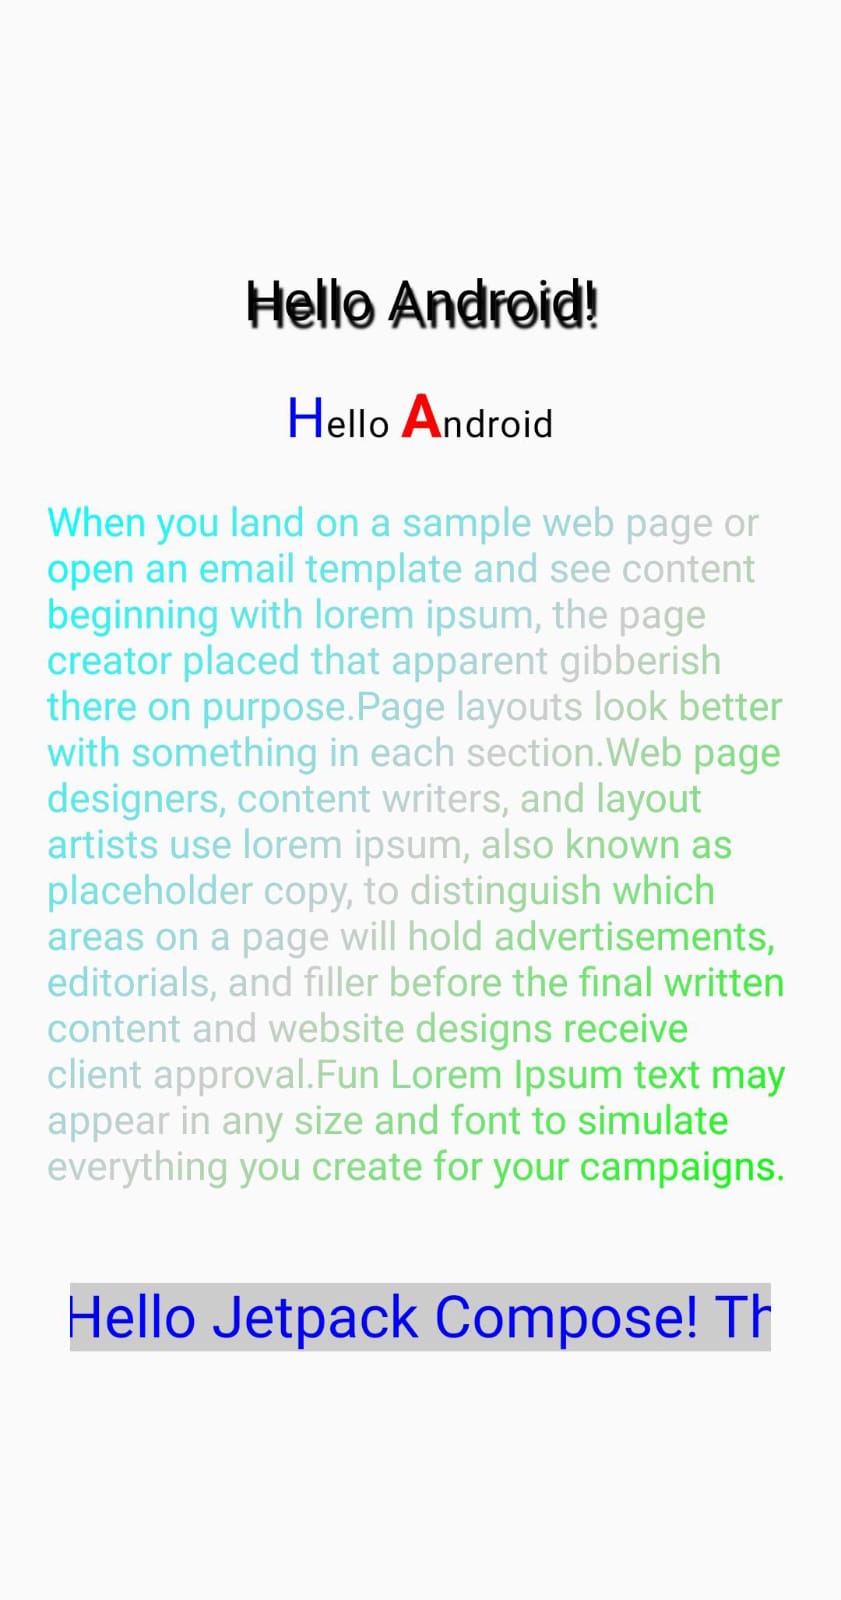 Hello Android!
Hello Android
When you land on a sample web page or
open an email template and see content
beginning with lorem ipsum, the page
creator placed that apparent gibberish
there on purpose.Page layouts look better
with something in each section.Web page
designers, content writers, and layout
artists use lorem ipsum, also known as
placeholder copy, to distinguish which
areas on a page will hold advertisements,
editorials, and filler before the final written
content and website designs receive
client approval.Fun Lorem Ipsum text may
appear in any size and font to simulate
everything you create for your campaigns.
Hello Jetpack Compose! Th